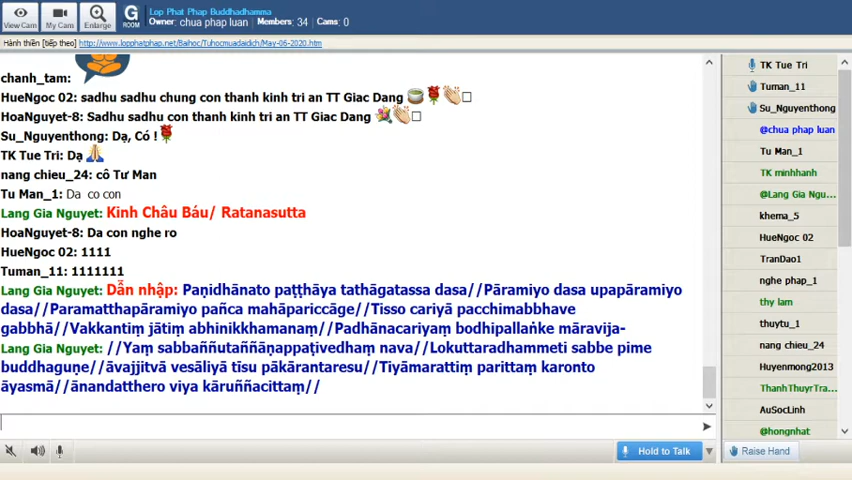 View Cam
My Cam
Enlarge
G
ROOM
Lop Phat Phap Buddhadhamma
Owner: chua phap luan Members: 34 Cams: 0
Hành thiền [tiếp theo] http://www.lopphatphap.net/Baihoc/Tuhocmuadaidich/May-06-2020.htm
chanh_tam:
HueNgoc 02: sadhu sadhu chung con thanh kinh tri an TT Giac Dang 🍵🌹👏□
HoaNguyet-8: Sadhu sadhu con thanh kinh tri an TT Giac Dang 💐👏□
Su_Nguyenthong: Dạ, Có !🌹
TK Tue Tri: Dạ 🙏
nang chieu_24: cô Tư Man
Tu Man_1: Da co con
Lang Gia Nguyet: Kinh Châu Báu/ Ratanasutta
HoaNguyet-8: Da con nghe ro
HueNgoc 02: 1111
Tuman_11: 1111111
Lang Gia Nguyet: Dẫn nhập: Paṇidhānato paṭṭhāya tathāgatassa dasa//Pāramiyo dasa upapāramiyo
dasa//Paramatthapāramiyo pañca mahāpariccāge//Tisso cariyā pacchimabbhave
gabbhā//Vakkantiṃ jātiṃ abhinikkhamanaṃ//Padhānacariyaṃ bodhipallaṅke māravija-
Lang Gia Nguyet: //Yaṃ sabbaññutaññāṇappaṭivedhaṃ nava//Lokuttaradhammeti sabbe pime
buddhaguṇe//āvajjitvā vesāliyā tīsu pākārantaresu//Tiyāmarattiṃ parittaṃ karonto
āyasmā//ānandatthero viya kāruññacittaṃ//
Hold to Talk
TK Tue Tri
Tuman_11
Su_Nguyenthong
@chua phap luan
Tu Man_1
TK minhhanh
@Lang Gia Ngu...
khema_5
HueNgoc 02
TranDao1
nghe phap_1
thy lam
thuytu_1
nang chieu_24
Huyenmong2013
ThanhThuyrTra...
AuSocLinh
@hongnhat
Raise Hand